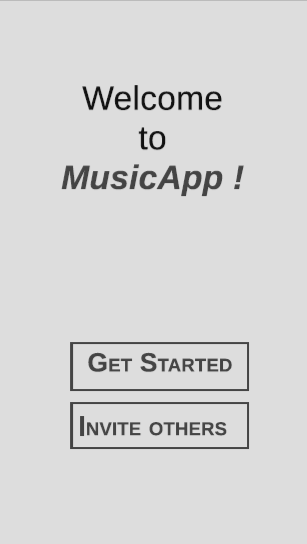 Welcome
to
MusicApp !
Get Started
Invite others